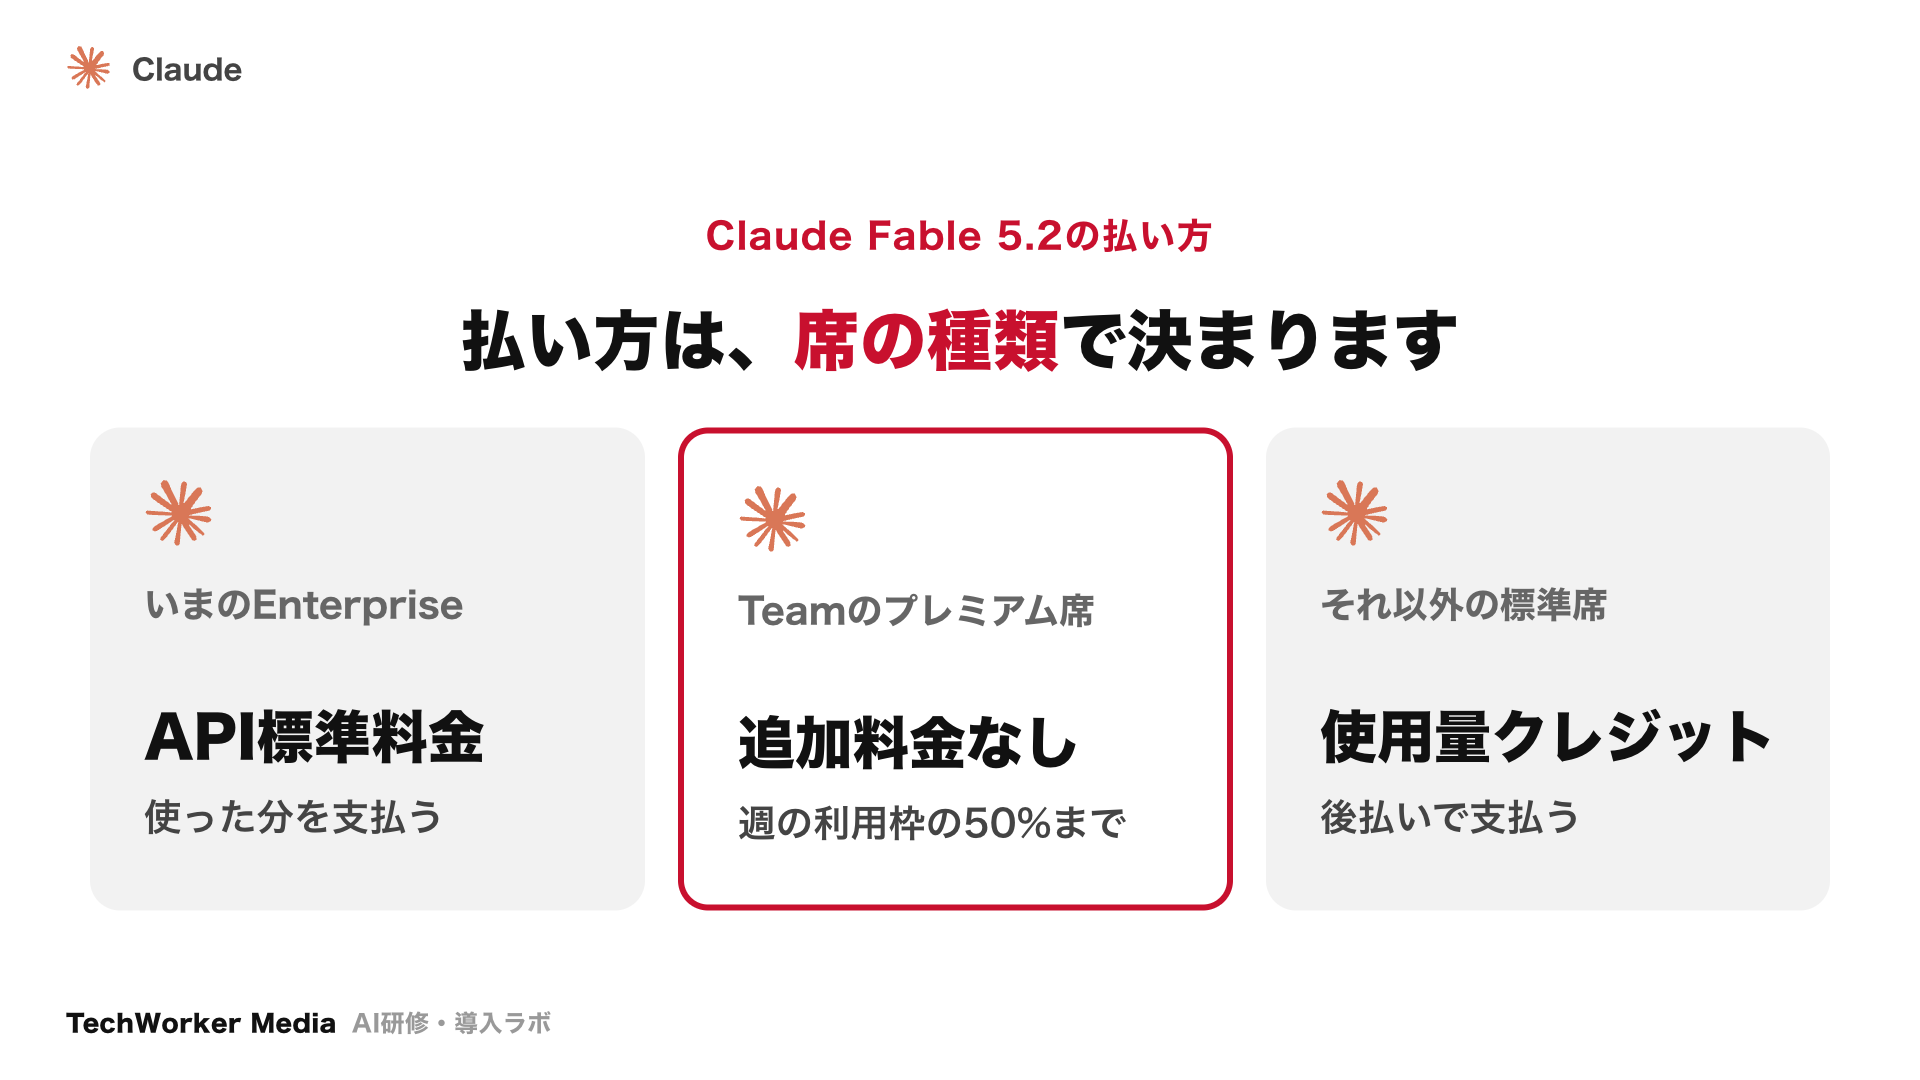 Claude
Claude Fable 5.2の払い方
払い方は、席の種類で決まります
いまのEnterprise
API標準料金
使った分を支払う
Teamのプレミアム席
追加料金なし
週の利用枠の50%まで
それ以外の標準席
使用量クレジット
後払いで支払う
TechWorker Media AI研修・導入ラボ